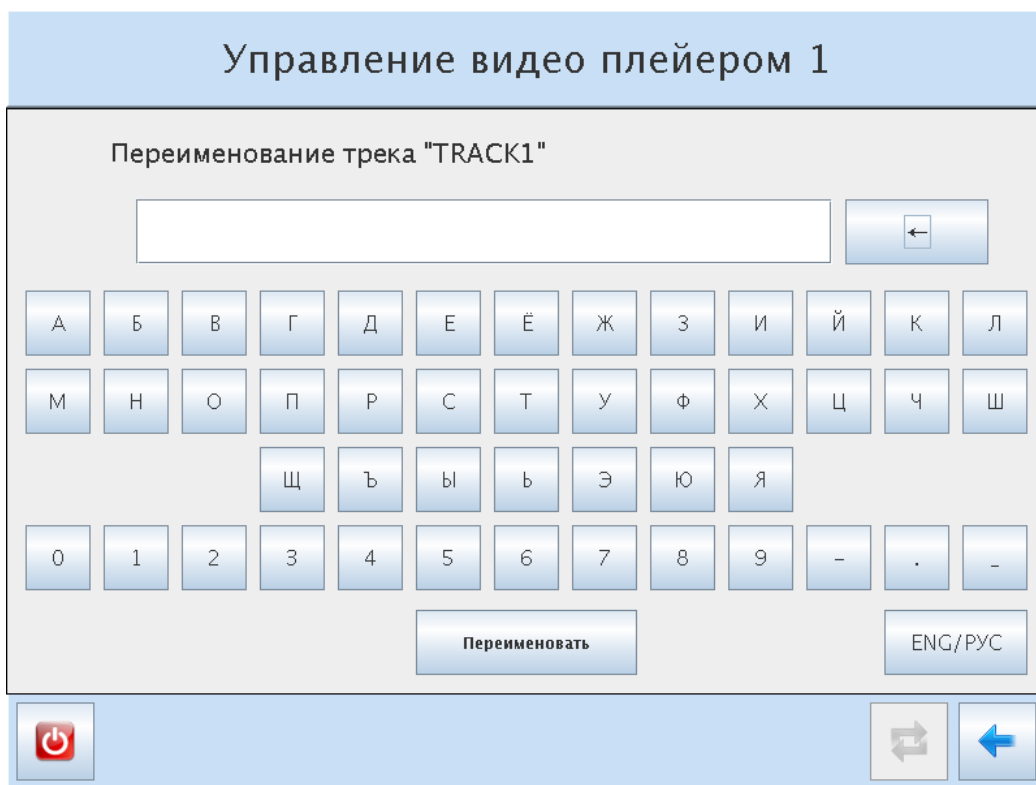 Управление видео плейером 1
Переименование трека "TRACK1"
←
А Б В Г Д Е Ё Ж З И Й К Л
М Н О П Р С Т У Ф Х Ц Ч Ш
Щ Ъ Ы Ь Э Ю Я
0 1 2 3 4 5 6 7 8 9 – . _
Переименовать ENG/РУС